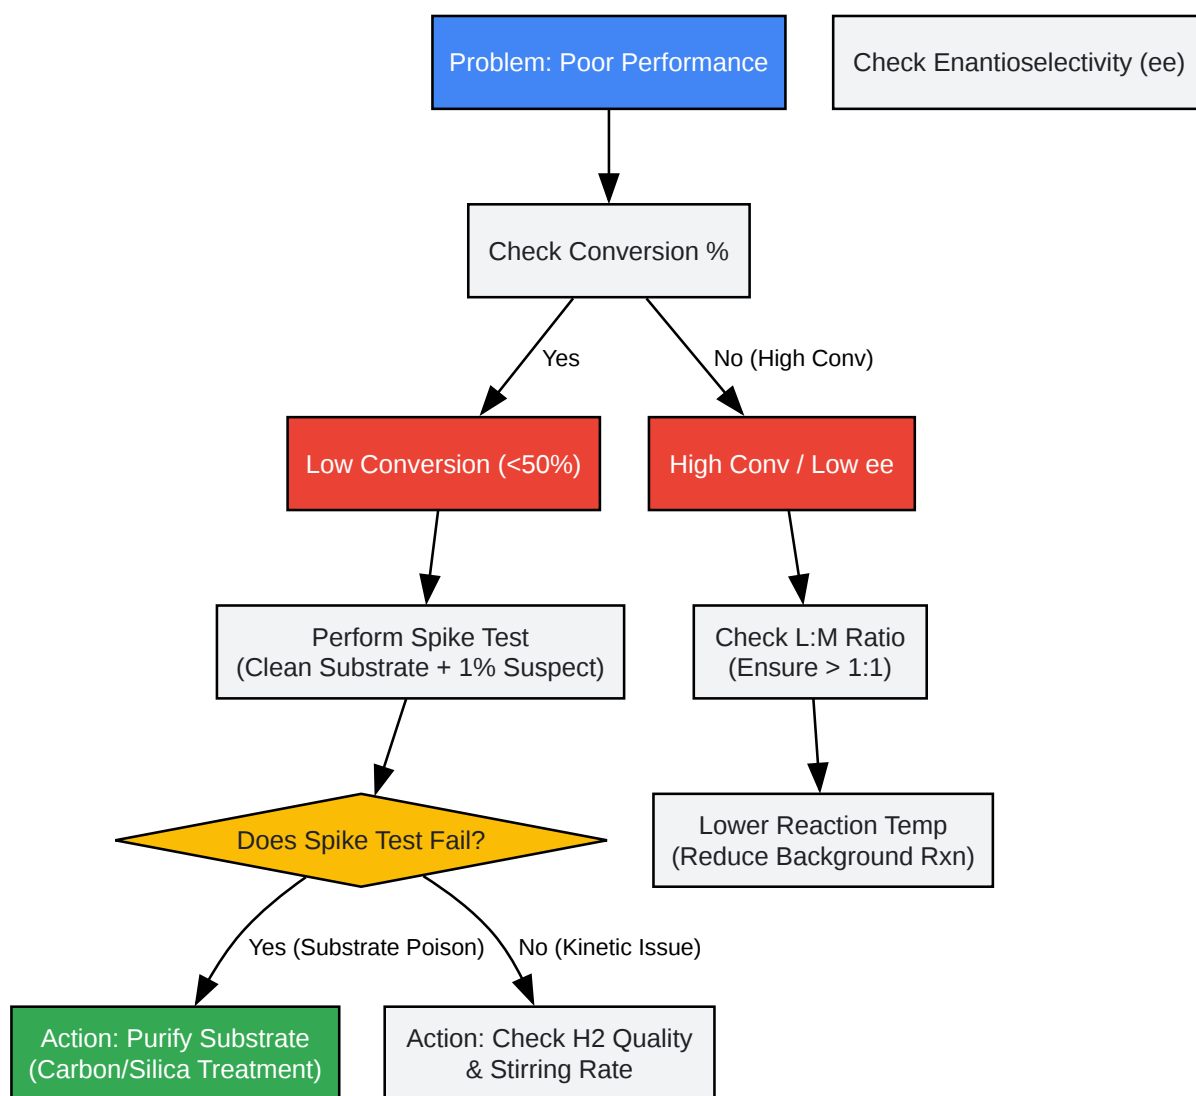 Problem: Poor Performance
Check Enantioselectivity (ee)
Check Conversion %
Yes
No (High Conv)
Low Conversion (<50%)
High Conv / Low ee
Perform Spike Test
(Clean Substrate + 1% Suspect)
Check L:M Ratio
(Ensure > 1:1)
Does Spike Test Fail?
Lower Reaction Temp
(Reduce Background Rxn)
Yes (Substrate Poison)
No (Kinetic Issue)
Action: Purify Substrate
(Carbon/Silica Treatment)
Action: Check H2 Quality
& Stirring Rate